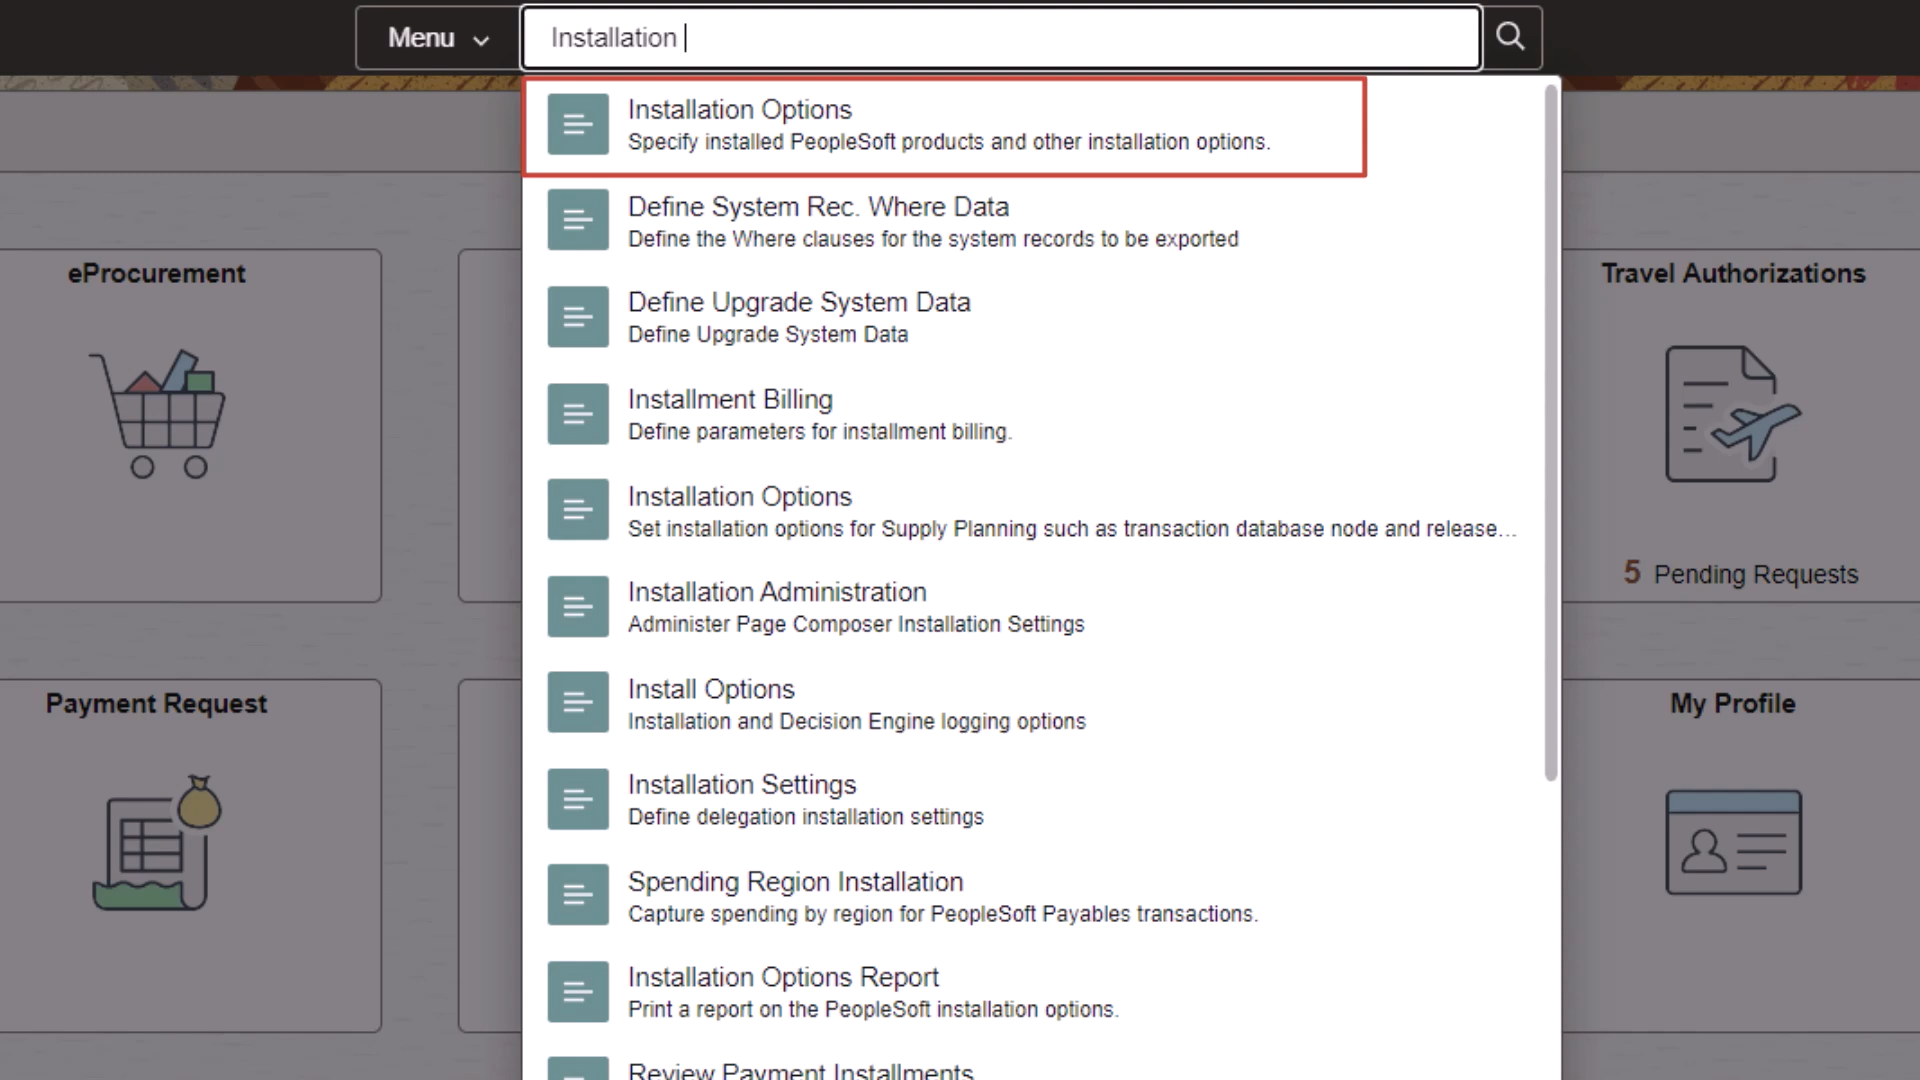 Menu
Installation
Installation Options
Specify installed PeopleSoft products and other installation options.
Define System Rec. Where Data
Define the Where clauses for the system records to be exported
eProcurement
Travel Authorizations
Define Upgrade System Data
Define Upgrade System Data
Installment Billing
Define parameters for installment billing.
Installation Options
Set installation options for Supply Planning such as transaction database node and release...
5 Pending Requests
Installation Administration
Administer Page Composer Installation Settings
Install Options
Installation and Decision Engine logging options
Payment Request
My Profile
Installation Settings
Define delegation installation settings
Spending Region Installation
Capture spending by region for PeopleSoft Payables transactions.
Installation Options Report
Print a report on the PeopleSoft installation options.
Review Payment Installments